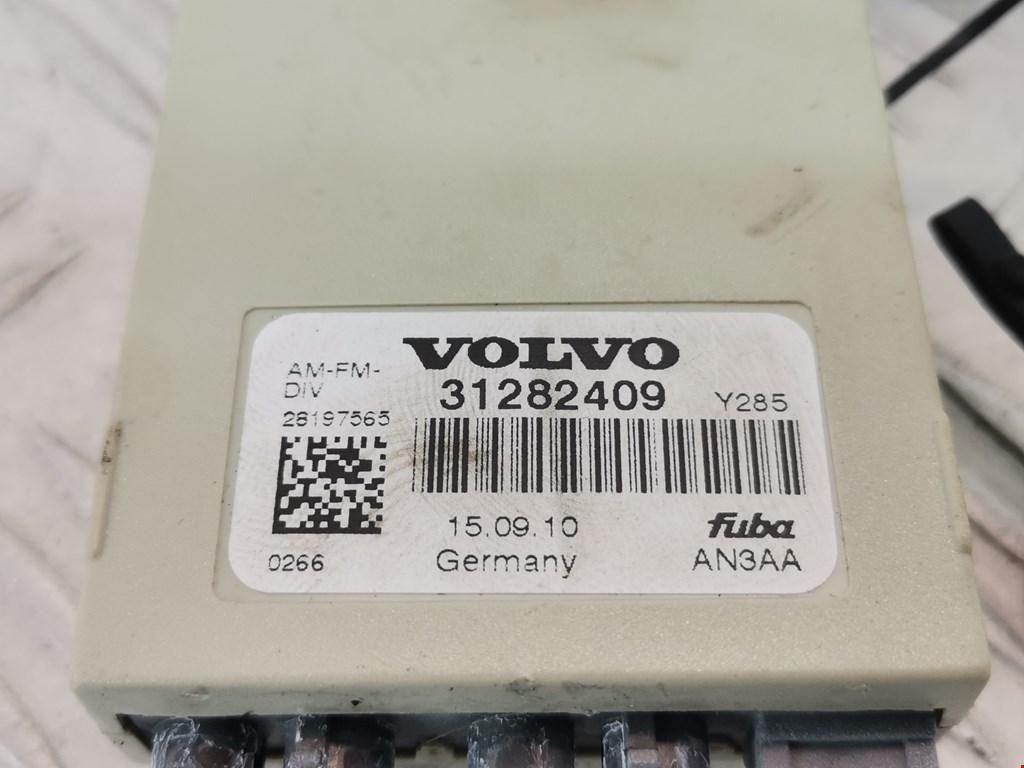 VOLVO
AM-FM-
DIV
31282409
Y285
28197565
15.09.10
fuba
0266
Germany
AN3AA